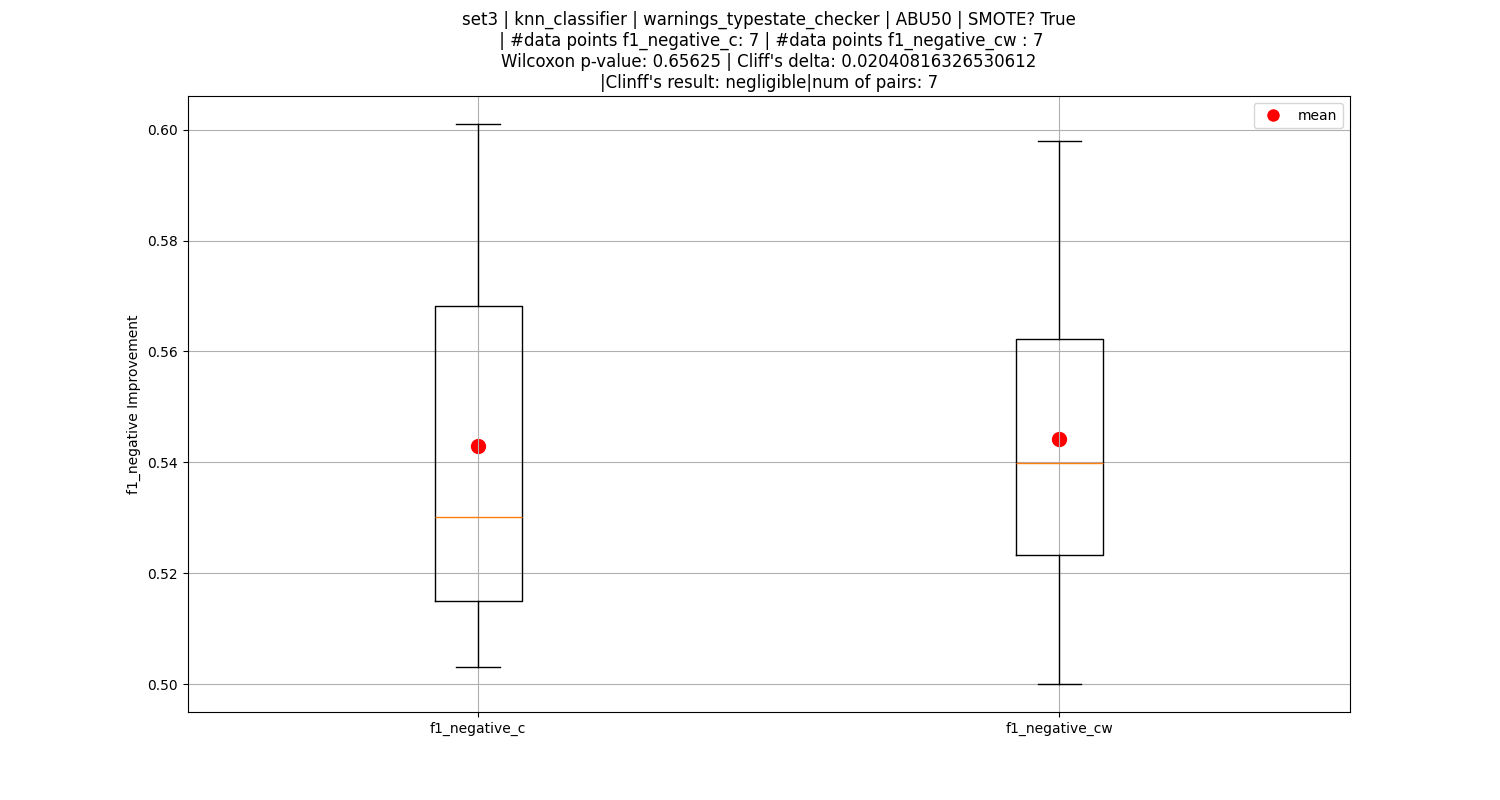 set3 | knn_classifier | warnings_typestate_checker | ABU50 | SMOTE? True
| #data points f1_negative_c: 7 | #data points f1_negative_cw : 7
Wilcoxon p-value: 0.65625 | Cliff's delta: 0.02040816326530612
|Clinff's result: negligible|num of pairs: 7
mean
0.60
0.58
0.56
0.54
0.52
0.50
f1_negative Improvement
f1_negative_c
f1_negative_cw